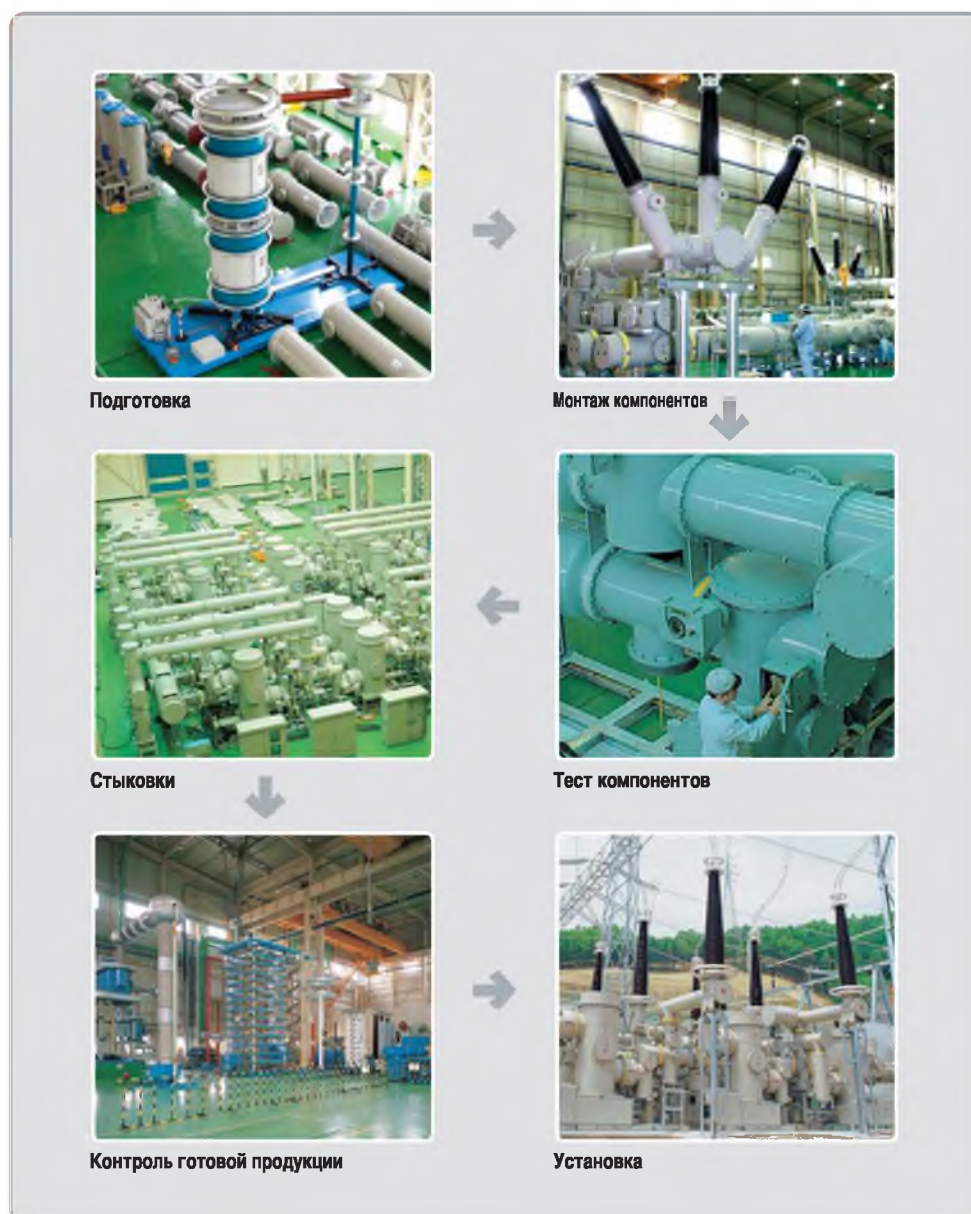 Подготовка
Монтаж компонентов
Тест компонентов
Стыковки
Контроль готовой продукции
Установка